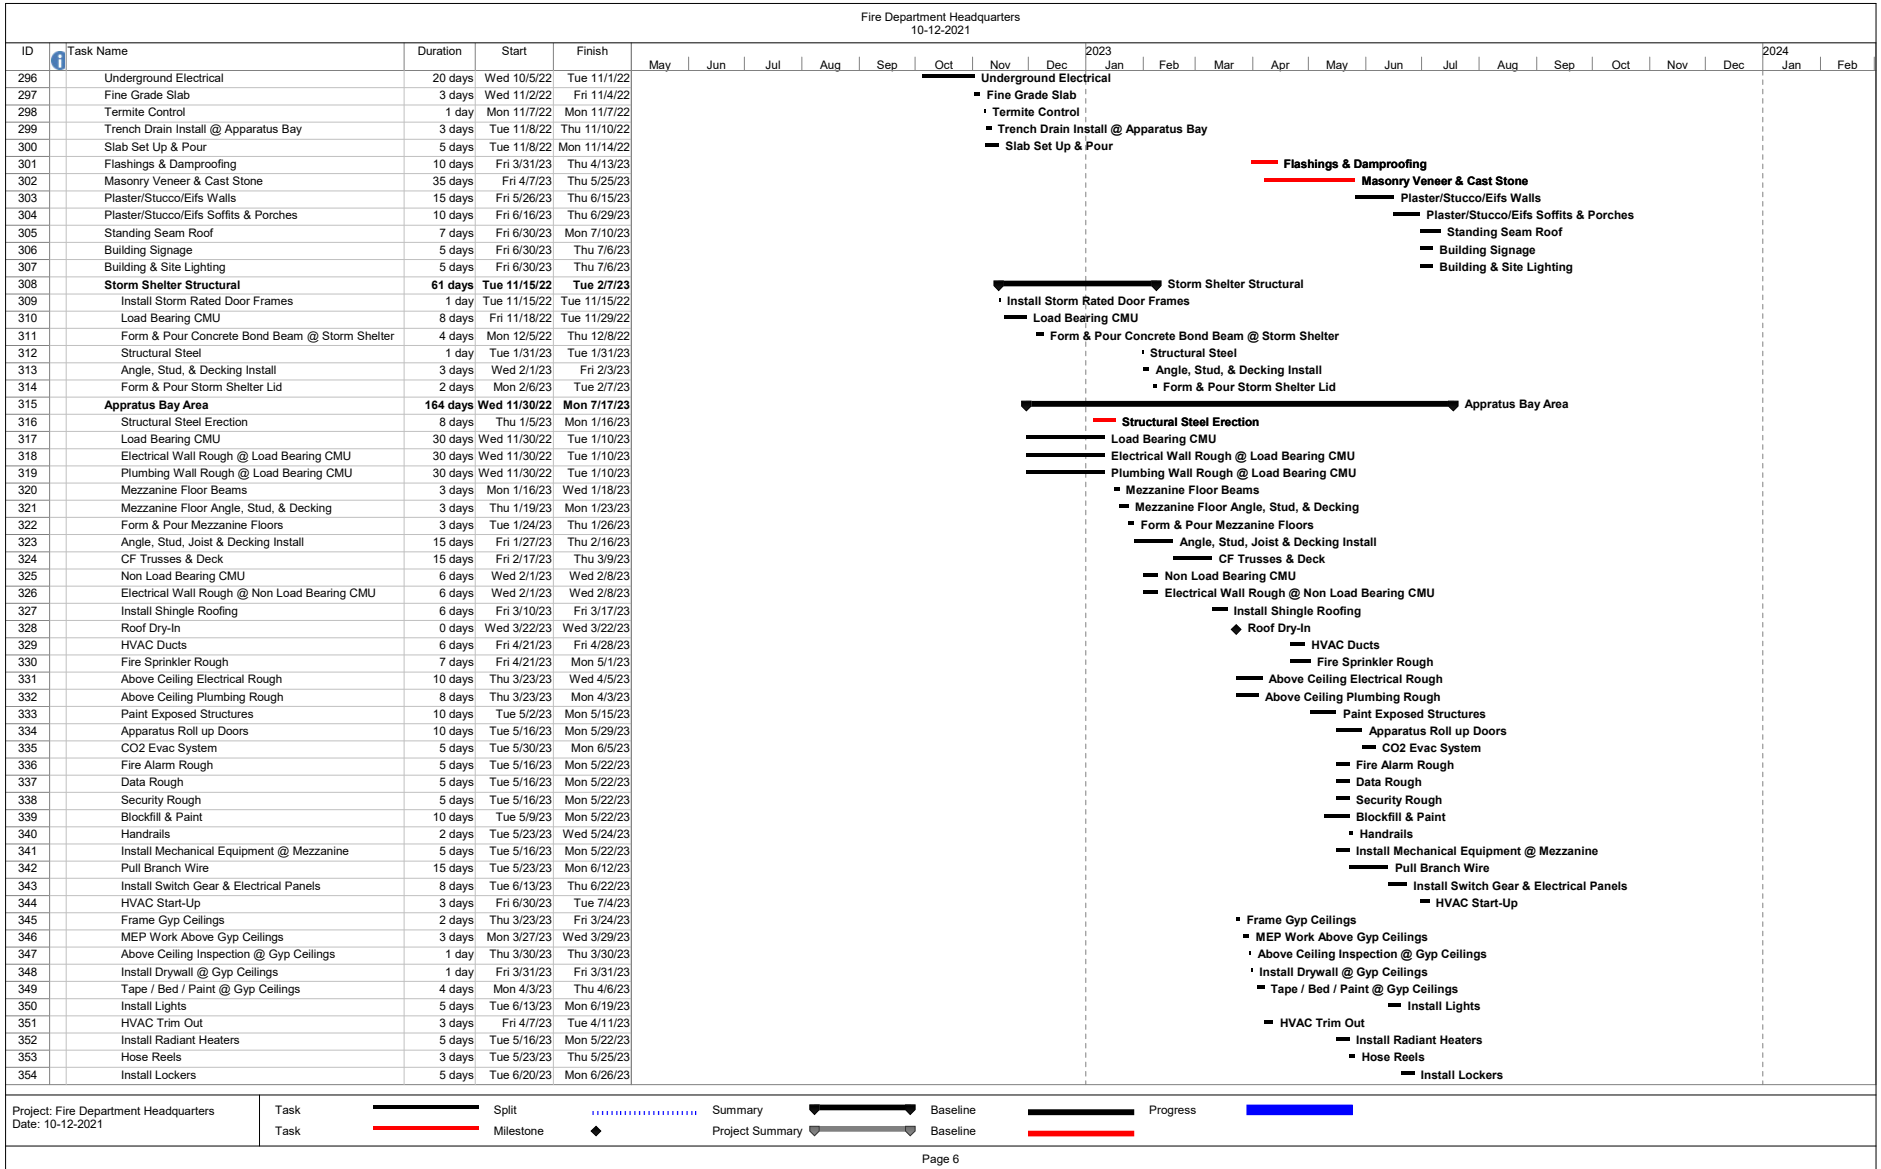 Fire Department Headquarters
10-12-2021
ID Task Name Duration Start Finish 2023 2024
May Jun Jul Aug Sep Oct Nov Dec Jan Feb Mar Apr May Jun Jul Aug Sep Oct Nov Dec Jan Feb
296 Underground Electrical 20 days Wed 10/5/22 Tue 11/1/22 Underground Electrical
297 Fine Grade Slab 3 days Wed 11/2/22 Fri 11/4/22 Fine Grade Slab
298 Termite Control 1 day Mon 11/7/22 Mon 11/7/22 Termite Control
299 Trench Drain Install @ Apparatus Bay 3 days Tue 11/8/22 Thu 11/10/22 Trench Drain Install @ Apparatus Bay
300 Slab Set Up & Pour 5 days Tue 11/8/22 Mon 11/14/22 Slab Set Up & Pour
301 Flashings & Damproofing 10 days Fri 3/31/23 Thu 4/13/23 Flashings & Damproofing
302 Masonry Veneer & Cast Stone 35 days Fri 4/7/23 Thu 5/25/23 Masonry Veneer & Cast Stone
303 Plaster/Stucco/Eifs Walls 15 days Fri 5/26/23 Thu 6/15/23 Plaster/Stucco/Eifs Walls
304 Plaster/Stucco/Eifs Soffits & Porches 10 days Fri 6/16/23 Thu 6/29/23 Plaster/Stucco/Eifs Soffits & Porches
305 Standing Seam Roof 7 days Fri 6/30/23 Mon 7/10/23 Standing Seam Roof
306 Building Signage 5 days Fri 6/30/23 Thu 7/6/23 Building Signage
307 Building & Site Lighting 5 days Fri 6/30/23 Thu 7/6/23 Building & Site Lighting
308 Storm Shelter Structural 61 days Tue 11/15/22 Tue 2/7/23 Storm Shelter Structural
309 Install Storm Rated Door Frames 1 day Tue 11/15/22 Tue 11/15/22 Install Storm Rated Door Frames
310 Load Bearing CMU 8 days Fri 11/18/22 Tue 11/29/22 Load Bearing CMU
311 Form & Pour Concrete Bond Beam @ Storm Shelter 4 days Mon 12/5/22 Thu 12/8/22 Form & Pour Concrete Bond Beam @ Storm Shelter
312 Structural Steel 1 day Tue 1/31/23 Tue 1/31/23 Structural Steel
313 Angle, Stud, & Decking Install 3 days Wed 2/1/23 Fri 2/3/23 Angle, Stud, & Decking Install
314 Form & Pour Storm Shelter Lid 2 days Mon 2/6/23 Tue 2/7/23 Form & Pour Storm Shelter Lid
315 Appratus Bay Area 164 days Wed 11/30/22 Mon 7/17/23 Appratus Bay Area
316 Structural Steel Erection 8 days Thu 1/5/23 Mon 1/16/23 Structural Steel Erection
317 Load Bearing CMU 30 days Wed 11/30/22 Tue 1/10/23 Load Bearing CMU
318 Electrical Wall Rough @ Load Bearing CMU 30 days Wed 11/30/22 Tue 1/10/23 Electrical Wall Rough @ Load Bearing CMU
319 Plumbing Wall Rough @ Load Bearing CMU 30 days Wed 11/30/22 Tue 1/10/23 Plumbing Wall Rough @ Load Bearing CMU
320 Mezzanine Floor Beams 3 days Mon 1/16/23 Wed 1/18/23 Mezzanine Floor Beams
321 Mezzanine Floor Angle, Stud, & Decking 3 days Thu 1/19/23 Mon 1/23/23 Mezzanine Floor Angle, Stud, & Decking
322 Form & Pour Mezzanine Floors 3 days Tue 1/24/23 Thu 1/26/23 Form & Pour Mezzanine Floors
323 Angle, Stud, Joist & Decking Install 15 days Fri 1/27/23 Thu 2/16/23 Angle, Stud, Joist & Decking Install
324 CF Trusses & Deck 15 days Fri 2/17/23 Thu 3/9/23 CF Trusses & Deck
325 Non Load Bearing CMU 6 days Wed 2/1/23 Wed 2/8/23 Non Load Bearing CMU
326 Electrical Wall Rough @ Non Load Bearing CMU 6 days Wed 2/1/23 Wed 2/8/23 Electrical Wall Rough @ Non Load Bearing CMU
327 Install Shingle Roofing 6 days Fri 3/10/23 Fri 3/17/23 Install Shingle Roofing
328 Roof Dry-In 0 days Wed 3/22/23 Wed 3/22/23 Roof Dry-In
329 HVAC Ducts 6 days Fri 4/21/23 Fri 4/28/23 HVAC Ducts
330 Fire Sprinkler Rough 7 days Fri 4/21/23 Mon 5/1/23 Fire Sprinkler Rough
331 Above Ceiling Electrical Rough 10 days Thu 3/23/23 Wed 4/5/23 Above Ceiling Electrical Rough
332 Above Ceiling Plumbing Rough 8 days Thu 3/23/23 Mon 4/3/23 Above Ceiling Plumbing Rough
333 Paint Exposed Structures 10 days Tue 5/2/23 Mon 5/15/23 Paint Exposed Structures
334 Apparatus Roll up Doors 10 days Tue 5/16/23 Mon 5/29/23 Apparatus Roll up Doors
335 CO2 Evac System 5 days Tue 5/30/23 Mon 6/5/23 CO2 Evac System
336 Fire Alarm Rough 5 days Tue 5/16/23 Mon 5/22/23 Fire Alarm Rough
337 Data Rough 5 days Tue 5/16/23 Mon 5/22/23 Data Rough
338 Security Rough 5 days Tue 5/16/23 Mon 5/22/23 Security Rough
339 Blockfill & Paint 10 days Tue 5/9/23 Mon 5/22/23 Blockfill & Paint
340 Handrails 2 days Tue 5/23/23 Wed 5/24/23 Handrails
341 Install Mechanical Equipment @ Mezzanine 5 days Tue 5/16/23 Mon 5/22/23 Install Mechanical Equipment @ Mezzanine
342 Pull Branch Wire 15 days Tue 5/23/23 Mon 6/12/23 Pull Branch Wire
343 Install Switch Gear & Electrical Panels 8 days Tue 6/13/23 Thu 6/22/23 Install Switch Gear & Electrical Panels
344 HVAC Start-Up 3 days Fri 6/30/23 Tue 7/4/23 HVAC Start-Up
345 Frame Gyp Ceilings 2 days Thu 3/23/23 Fri 3/24/23 Frame Gyp Ceilings
346 MEP Work Above Gyp Ceilings 3 days Mon 3/27/23 Wed 3/29/23 MEP Work Above Gyp Ceilings
347 Above Ceiling Inspection @ Gyp Ceilings 1 day Thu 3/30/23 Thu 3/30/23 Above Ceiling Inspection @ Gyp Ceilings
348 Install Drywall @ Gyp Ceilings 1 day Fri 3/31/23 Fri 3/31/23 Install Drywall @ Gyp Ceilings
349 Tape / Bed / Paint @ Gyp Ceilings 4 days Mon 4/3/23 Thu 4/6/23 Tape / Bed / Paint @ Gyp Ceilings
350 Install Lights 5 days Tue 6/13/23 Mon 6/19/23 Install Lights
351 HVAC Trim Out 3 days Fri 4/7/23 Tue 4/11/23 HVAC Trim Out
352 Install Radiant Heaters 5 days Tue 5/16/23 Mon 5/22/23 Install Radiant Heaters
353 Hose Reels 3 days Tue 5/23/23 Thu 5/25/23 Hose Reels
354 Install Lockers 5 days Tue 6/20/23 Mon 6/26/23 Install Lockers
Project: Fire Department Headquarters Task Split Summary Baseline Progress
Date: 10-12-2021 Task Milestone Project Summary Baseline
Page 6